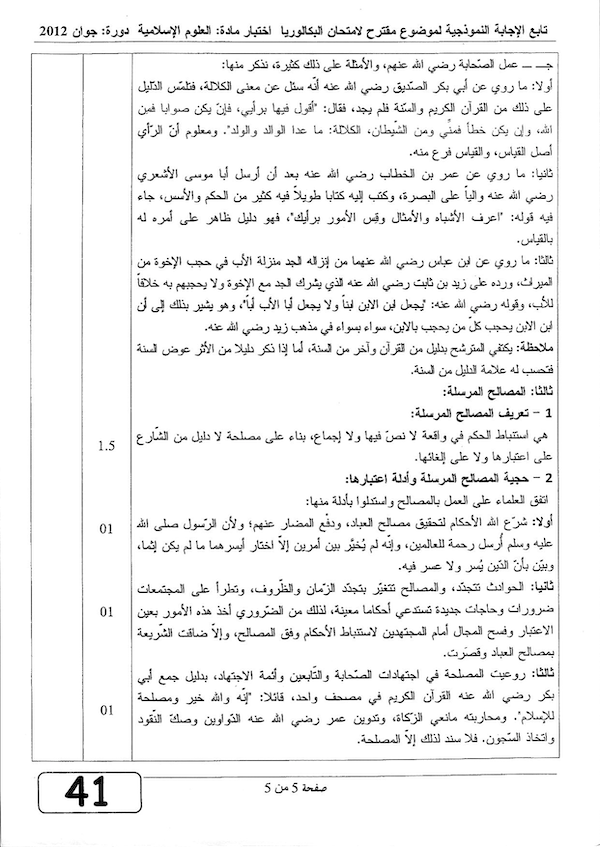 تابع الإجابة النموذجية لموضوع مقترح لامتحان البكالوريا اختبار مادة: العلوم الإسلامية دورة: جوان 2012
جـ ــ عمل الصّحابة رضي الله عنهم، والأمثلة على ذلك كثيرة، نذكر منها:
أولا: ما روي عن أبي بكر الصّديق رضي الله عنه أنّه سئل عن معنى الكلالة، فتلمّس الدّليل
على ذلك من القرآن الكريم والسنّة فلم يجد، فقال: "أقول فيها برأيي، فإن يكن صوابا فمِن
الله، وإن يكن خطأ فمنِّي ومن الشّيطان، الكلالة: ما عدا الوالد والولد". ومعلوم أنّ الرّأي
أصل القياس، والقياس فرع منه.
ثانيا: ما روي عن عمر بن الخطاب رضي الله عنه بعد أن أرسل أبا موسى الأشعري
رضي الله عنه والياً على البصرة، وكتب إليه كتابا طويلاً فيه كثير من الحكم والأسس، جاء
فيه قوله: "اعرف الأشباه والأمثال وقِس الأمور برأيك"، فهو دليل ظاهر على أمره له
بالقياس.
ثالثا: ما روي عن ابن عباس رضي الله عنهما من إنزاله الجد منزلة الأب في حجب الإخوة من
الميراث، ورده على زيد بن ثابت رضي الله عنه الذي يشرك الجد مع الإخوة ولا يحجبهم به خلافاً
للأب، وقوله رضي الله عنه: "يجعل ابن الابن ابناً ولا يجعل أبا الأب أباً"، وهو يشير بذلك إلى أن
ابن الابن يحجب كلّ من يحجب بالابن، سواء بسواء في مذهب زيد رضي الله عنه.
ملاحظة: يكتفي المترشح بدليل من القرآن وآخر من السنة، أما إذا ذكر دليلا من الأثر عوض السنة
فتحسب له علامة الدليل من السنة.
ثالثا: المصالح المرسلة:
1 - تعريف المصالح المرسلة:
هي استنباط الحكم في واقعة لا نصّ فيها ولا إجماع، بناء على مصلحة لا دليل من الشّارع
1.5
على اعتبارها ولا على إلغائها.
2 - حجية المصالح المرسلة وأدلة اعتبارها:
اتفق العلماء على العمل بالمصالح واستدلوا بأدلة منها:
أولا: شرّع الله الأحكام لتحقيق مصالح العباد، ودفْع المضار عنهم؛ ولأن الرّسول صلى الله
01
عليه وسلم أُرسل رحمة للعالمين، وإنّه لم يُخيَّر بين أمرين إلاّ اختار أيسرهما ما لم يكن إثما،
وبيّن بأنّ الدّين يُسر ولا عسر فيه.
ثانيا: الحوادث تتجدّد، والمصالح تتغيّر بتجدّد الزّمان والظّروف، وتطرأ على المجتمعات
01
ضرورات وحاجات جديدة تستدعي أحكاما معينة، لذلك من الضّروري أخذ هذه الأمور بعين
الاعتبار وفسح المجال أمام المجتهدين لاستنباط الأحكام وفق المصالح، وإلاّ ضاقت الشّريعة
بمصالح العباد وقصرت.
ثالثا: روعيت المصلحة في اجتهادات الصّحابة والتّابعين وأئمة الاجتهاد، بدليل جمع أبي
بكر رضي الله عنه القرآن الكريم في مصحف واحد، قائلا: "إنّه والله خير ومصلحة
01
للإسلام". ومحاربته مانعي الزّكاة، وتدوين عمر رضي الله عنه الدّواوين وصكّ النّقود
واتخاذ السّجون. فلا سند لذلك إلاّ المصلحة.
صفحة 5 من 5
41